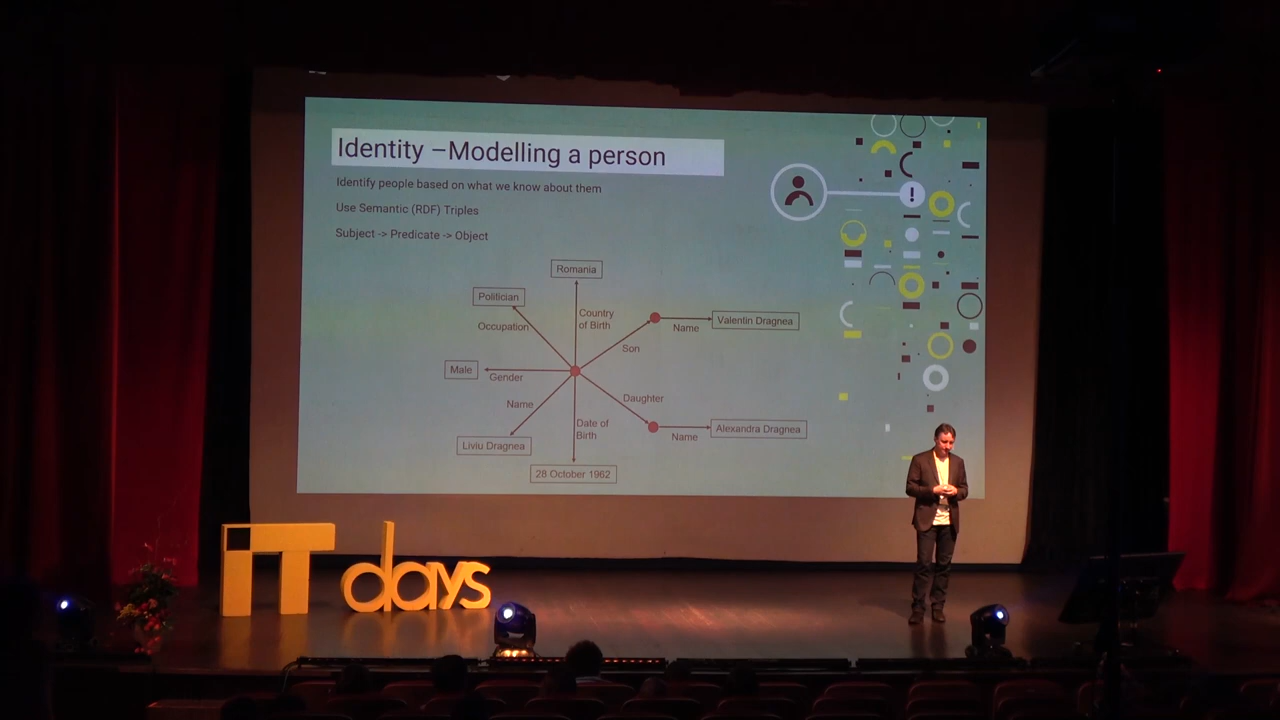 Identity –Modelling a person
Identify people based on what we know about them
Use Semantic (RDF) Triples
Subject -> Predicate -> Object
Romania
Politician
Country
of Birth
Occupation
Name
Valentin Dragnea
Son
Male
Gender
Name
Daughter
Date of
Birth
Name
Alexandra Dragnea
Liviu Dragnea
28 October 1962
!
iT days